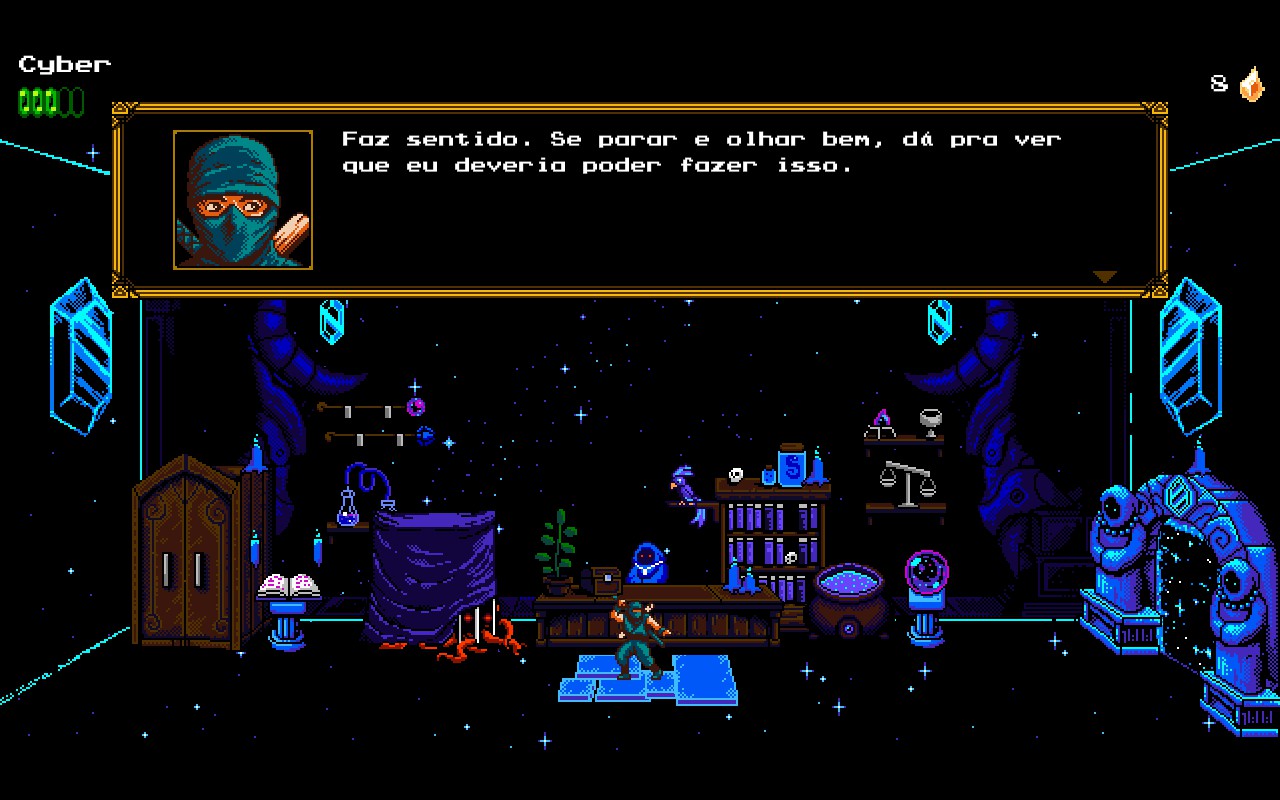 Cyber
8
Faz sentido. Se parar e olhar bem, dá pra ver
que eu deveria poder fazer isso.
S